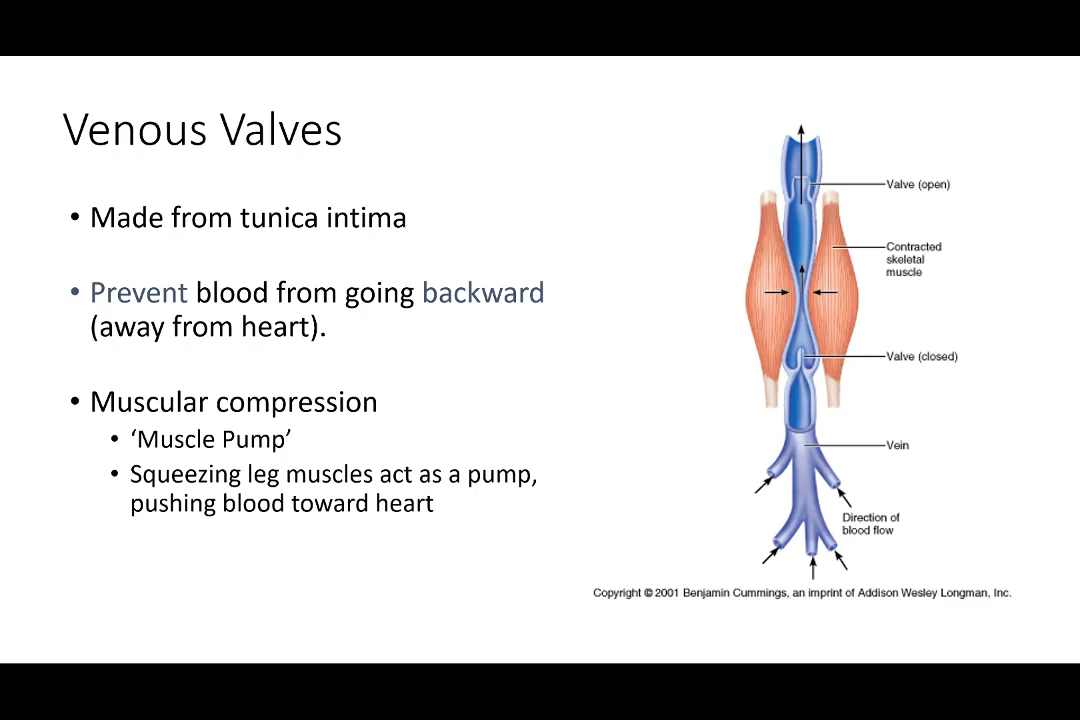 Venous Valves
• Made from tunica intima
• Prevent blood from going backward
(away from heart).
• Muscular compression
• ‘Muscle Pump’
• Squeezing leg muscles act as a pump,
pushing blood toward heart
Valve (open)
Contracted
skeletal
muscle
Valve (closed)
Vein
Direction of
blood flow
Copyright © 2001 Benjamin Cummings, an imprint of Addison Wesley Longman, Inc.